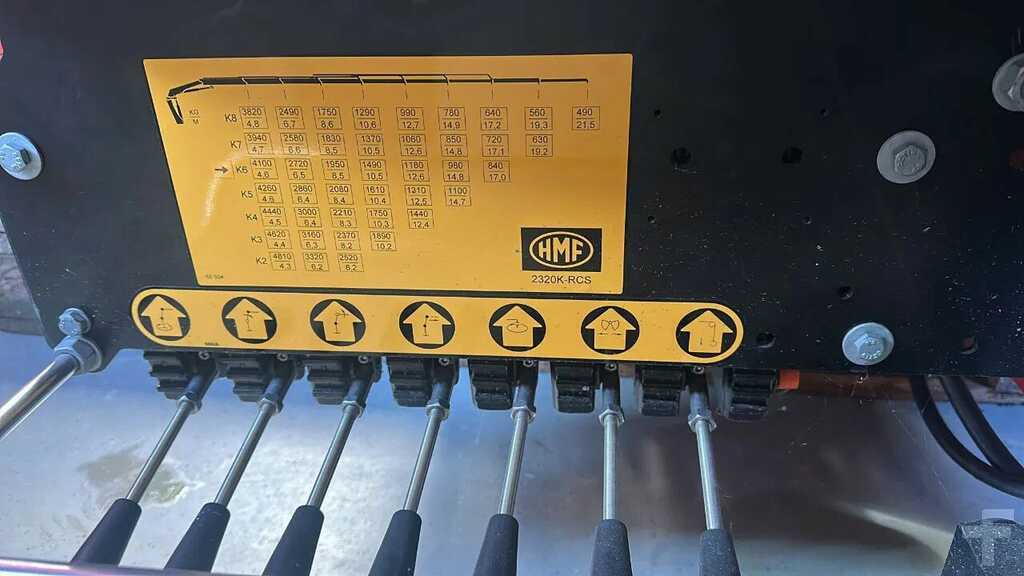 KG
M
K8 3820 2490 1750 1290 990 780 640 560 490
4,8 6,7 8,6 10,6 12,7 14,9 17,2 19,3 21,5
K7 3940 2580 1830 1370 1060 850 720 630
4,7 6,6 8,5 10,5 12,6 14,8 17,1 19,2
→ K6 4100 2720 1950 1490 1180 980 840
4,6 6,5 8,5 10,5 12,6 14,8 17,0
K5 4260 2860 2080 1610 1310 1100
4,6 6,4 8,4 10,4 12,5 14,7
K4 4440 3000 2210 1750 1440
4,5 6,4 8,3 10,3 12,4
K3 4620 3160 2370 1890
4,4 6,3 8,2 10,2
K2 4810 3320 2520
4,3 6,2 8,2
HMF
2320K-RCS